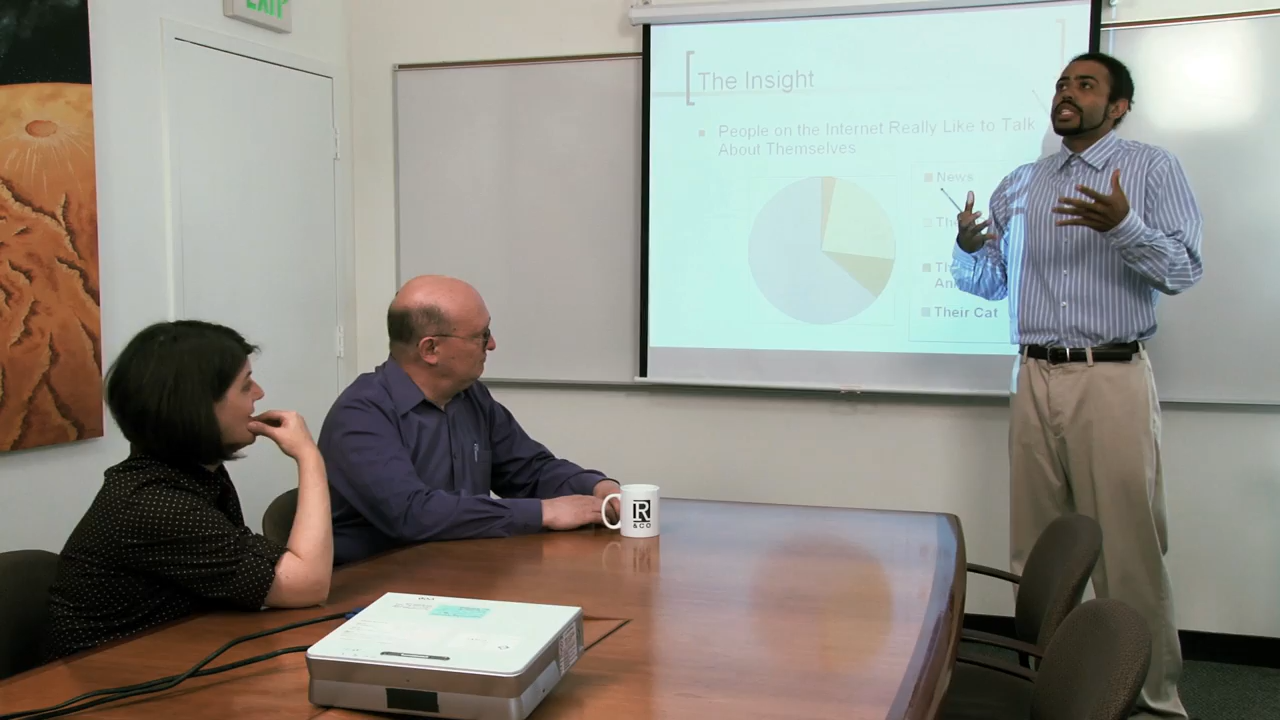 EXIT
The Insight
People on the Internet Really Like to Talk
About Themselves
News
Their Cat
R
& CO